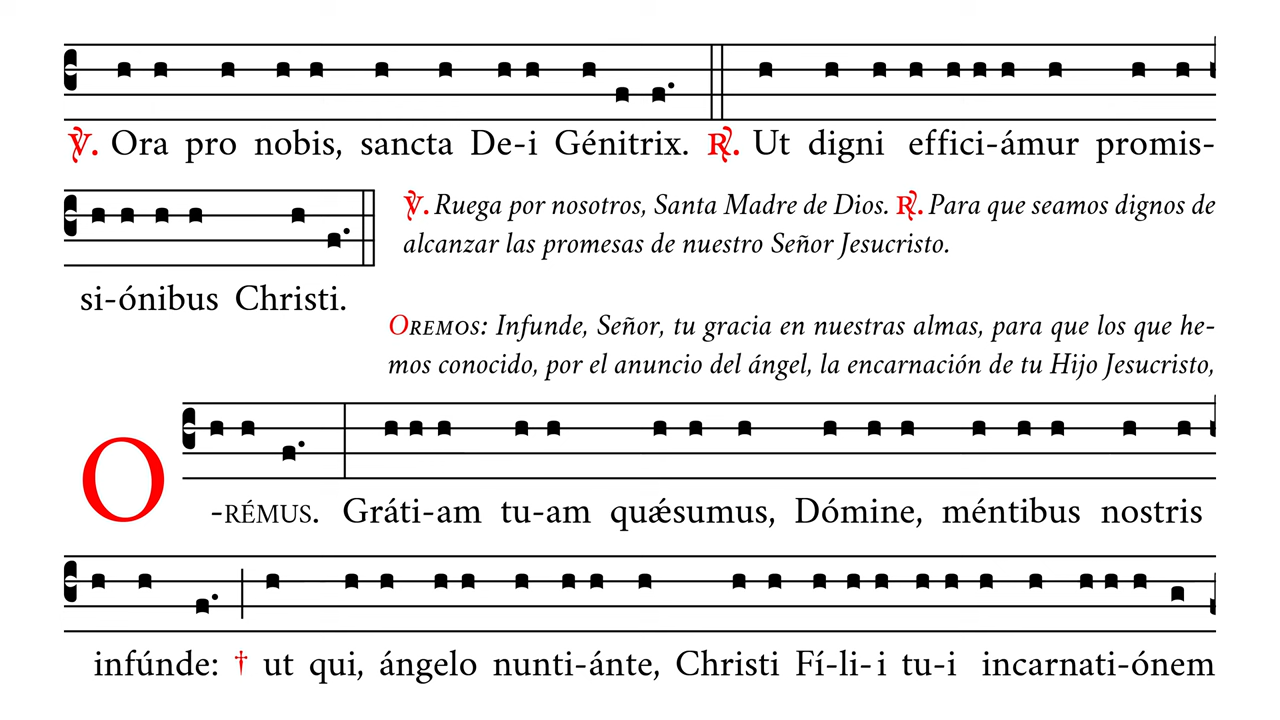 ℣. Ora pro nobis, sancta De-i Génitrix. ℟. Ut digni effici-ámur promis-
si-ónibus Christi.
℣. Ruega por nosotros, Santa Madre de Dios. ℟. Para que seamos dignos de
alcanzar las promesas de nuestro Señor Jesucristo.
OREMOS: Infunde, Señor, tu gracia en nuestras almas, para que los que he-
mos conocido, por el anuncio del ángel, la encarnación de tu Hijo Jesucristo,
O-RÉMUS. Gráti-am tu-am quǽsumus, Dómine, méntibus nostris
infúnde: † ut qui, ángelo nunti-ánte, Christi Fí-li-i tu-i incarnati-ónem